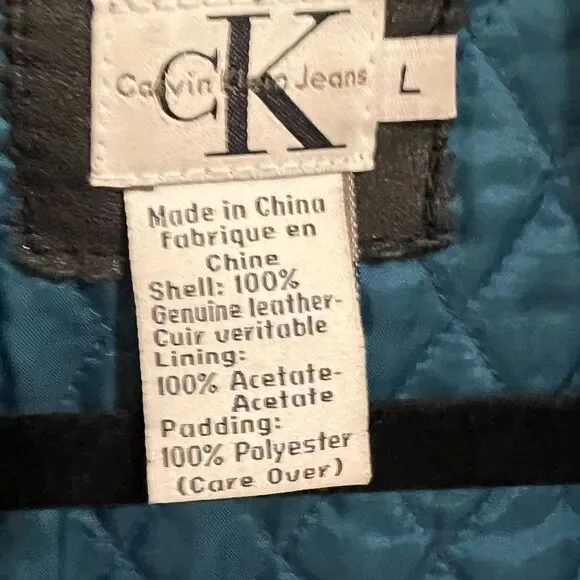 CK
Calvin Klein Jeans
L
Made in China
Fabrique en
Chine
Shell: 100%
Genuine leather-
Cuir veritable
Lining:
100% Acetate-
Acetate
Padding:
100% Polyester
(Care Over)